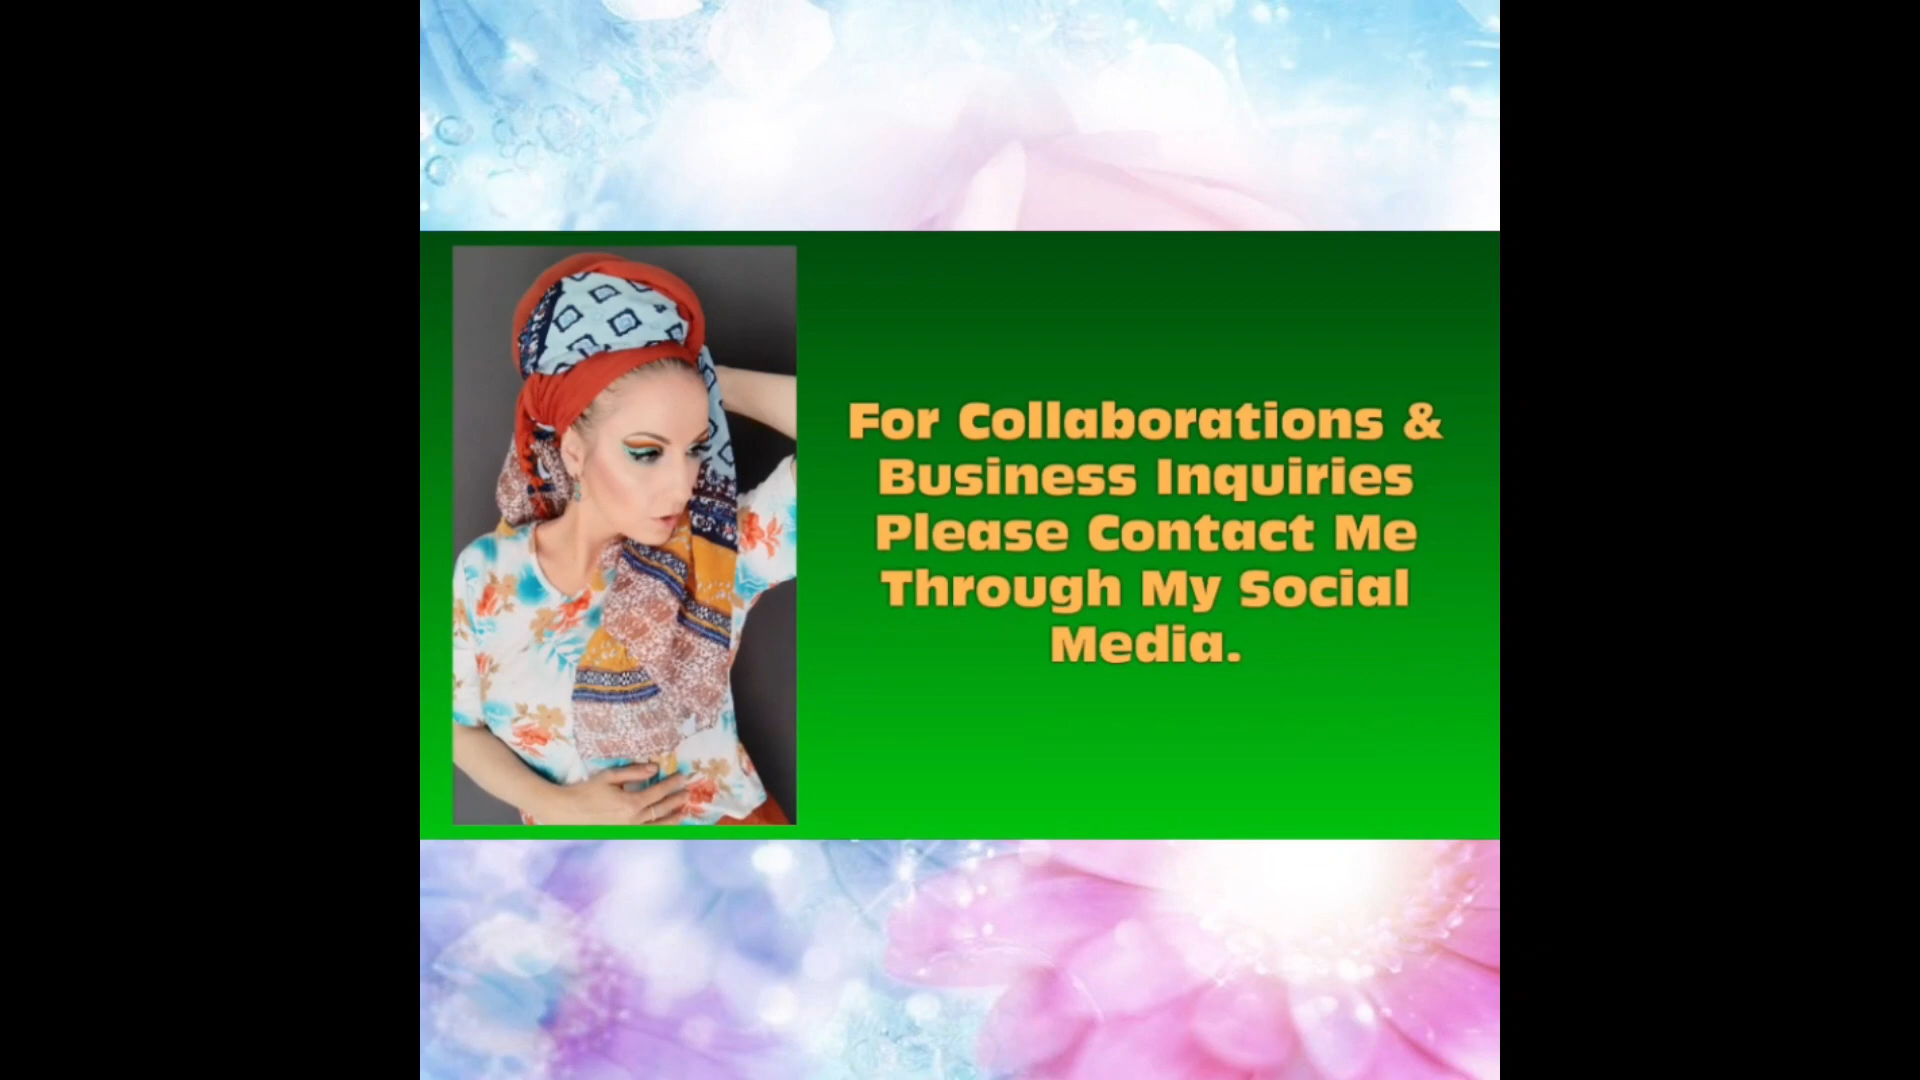 For Collaborations &
Business Inquiries
Please Contact Me
Through My Social
Media.